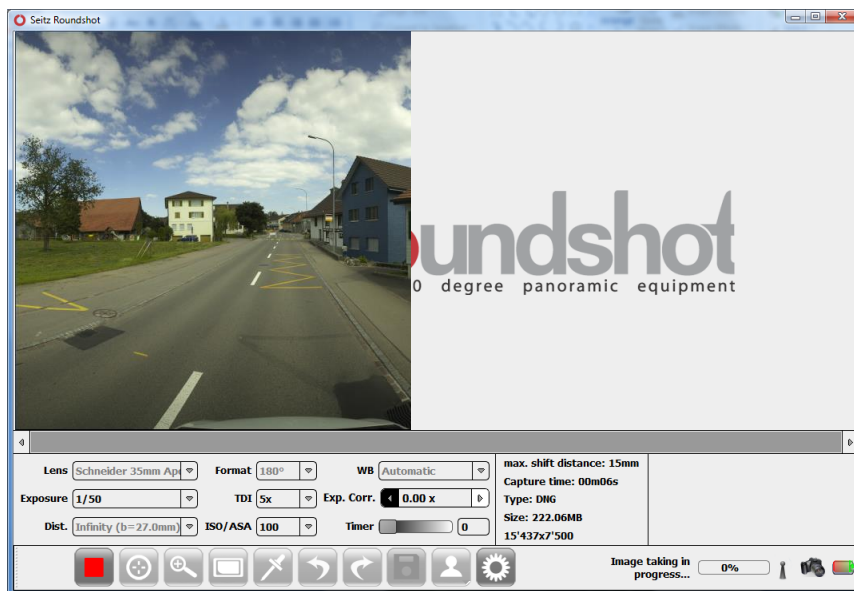 Seitz Roundshot
oundshot
0 degree panoramic equipment
Lens Schneider 35mm Ap
Format 180°
WB Automatic
Exposure 1/50
TDI 5x
Exp. Corr. 0.00 x
Dist. Infinity (b=27.0mm)
ISO/ASA 100
Timer 0
max. shift distance: 15mm
Capture time: 00m06s
Type: DNG
Size: 222.06MB
15'437x7'500
Image taking in
progress...
0%